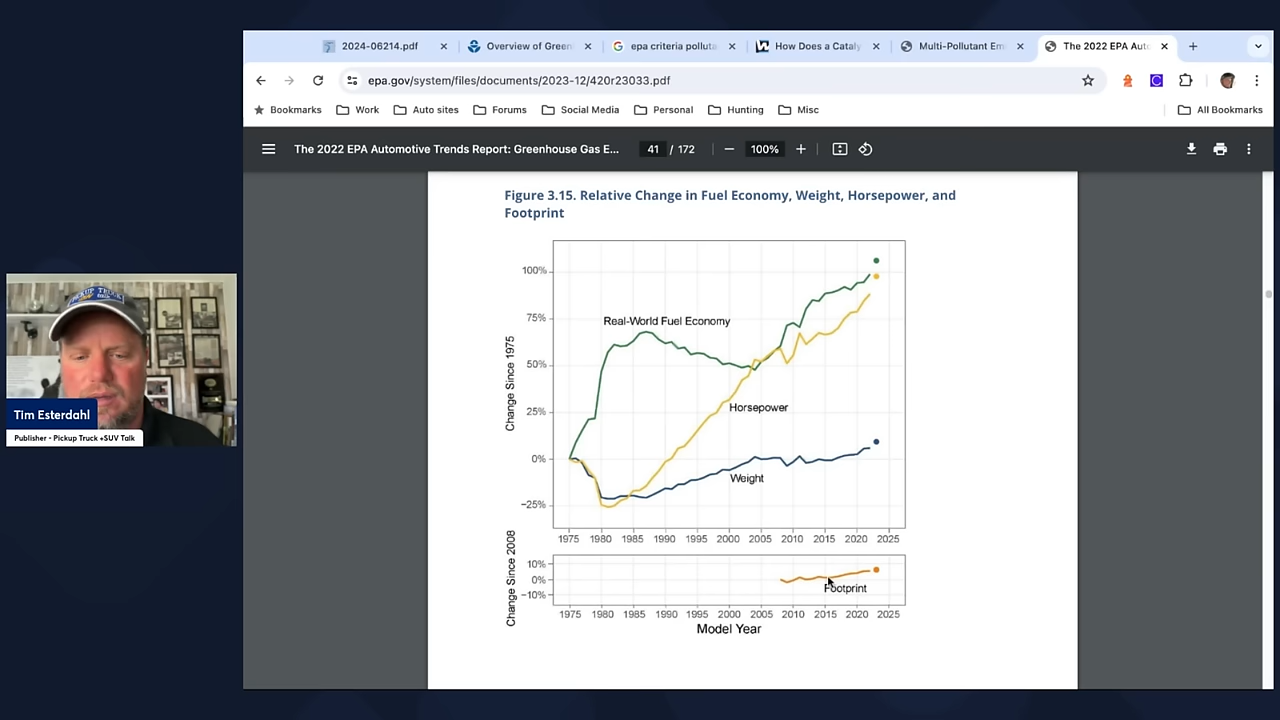 2024-06214.pdf
Overview of Green
epa criteria polluta
How Does a Cataly
Multi-Pollutant Em
The 2022 EPA Auto
epa.gov/system/files/documents/2023-12/420r23033.pdf
Bookmarks
Work
Auto sites
Forums
Social Media
Personal
Hunting
Misc
All Bookmarks
The 2022 EPA Automotive Trends Report: Greenhouse Gas E...
41 / 172
100%
Figure 3.15. Relative Change in Fuel Economy, Weight, Horsepower, and
Footprint
Change Since 1975
100%
75%
50%
25%
0%
−25%
Real-World Fuel Economy
Horsepower
Weight
1975 1980 1985 1990 1995 2000 2005 2010 2015 2020 2025
Change Since 2008
10%
0%
−10%
Footprint
1975 1980 1985 1990 1995 2000 2005 2010 2015 2020 2025
Model Year
PICKUP TRUCK
Tim Esterdahl
Publisher - Pickup Truck +SUV Talk